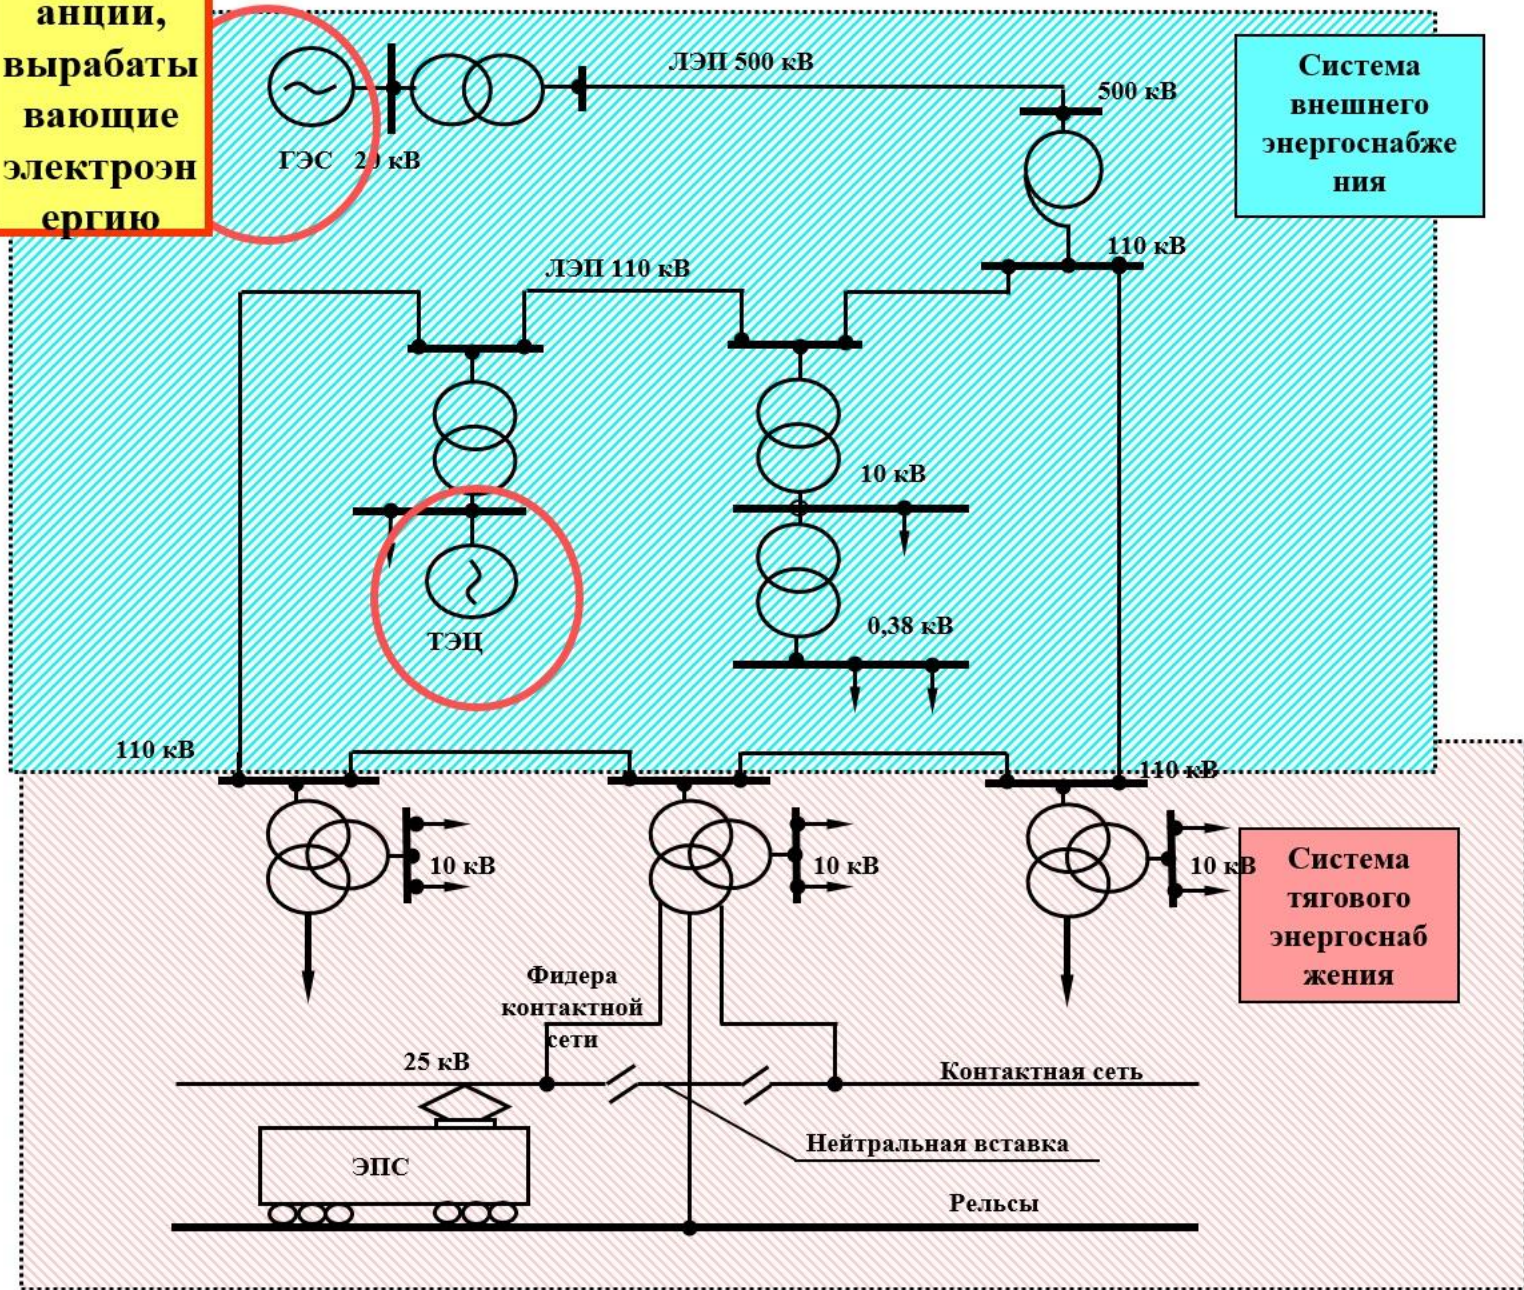 анции,
вырабаты
вающие
электроэн
ергию
ЛЭП 500 кВ
500 кВ
Система
внешнего
энергоснабже
ния
ГЭС
20 кВ
110 кВ
ЛЭП 110 кВ
10 кВ
0,38 кВ
ТЭЦ
110 кВ
110 кВ
10 кВ
10 кВ
10 кВ
Система
тягового
энергоснаб
жения
Фидера
контактной
сети
25 кВ
Контактная сеть
Нейтральная вставка
ЭПС
Рельсы